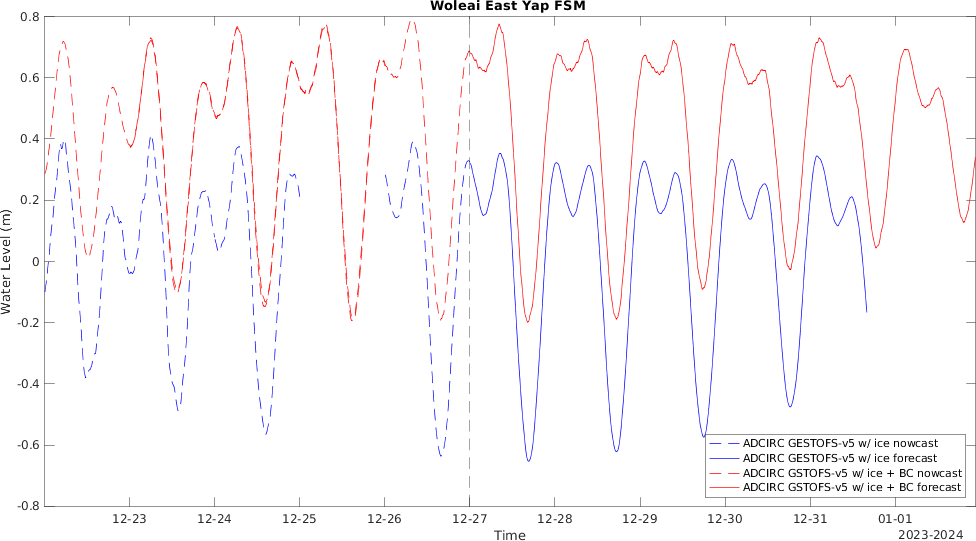 Woleai East Yap FSM
0.8
0.6
0.4
0.2
0
-0.2
-0.4
-0.6
-0.8
Water Level (m)
12-23
12-24
12-25
12-26
12-27
12-28
12-29
12-30
12-31
01-01
Time
2023-2024
ADCIRC GESTOFS-v5 w/ ice nowcast
ADCIRC GESTOFS-v5 w/ ice forecast
ADCIRC GSTOFS-v5 w/ ice + BC nowcast
ADCIRC GSTOFS-v5 w/ ice + BC forecast